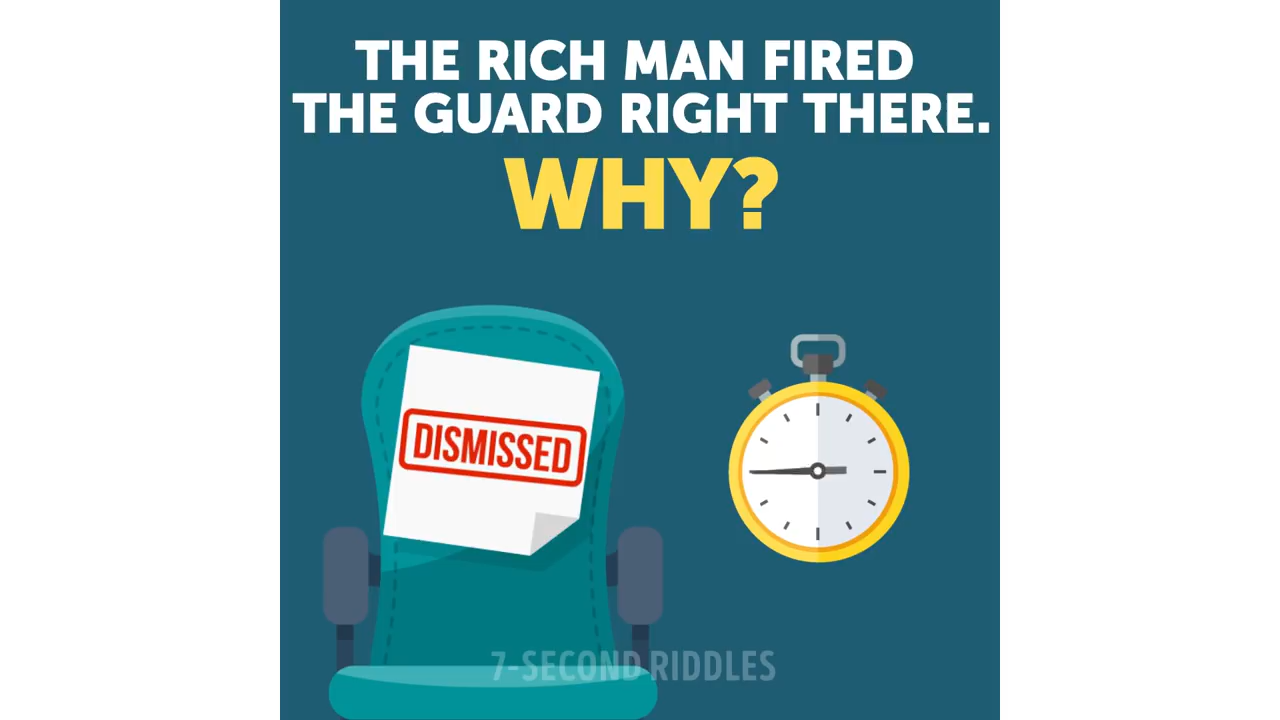 THE RICH MAN FIRED
THE GUARD RIGHT THERE.
WHY?
DISMISSED
7-SECOND RIDDLES